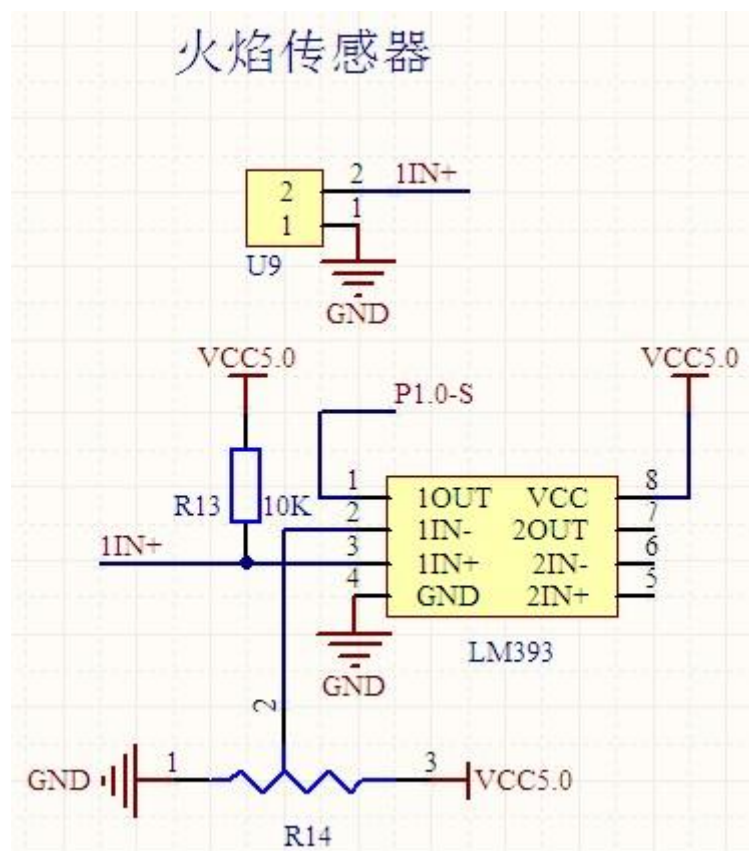 火焰传感器
2 2 1IN+
1 1
U9
GND
VCC5.0 VCC5.0
P1.0-S
R13 10K
1 1OUT VCC 8
2 1IN- 2OUT 7
1IN+ 3 1IN+ 2IN- 6
4 GND 2IN+ 5
LM393
GND
2
GND 1 3 VCC5.0
R14